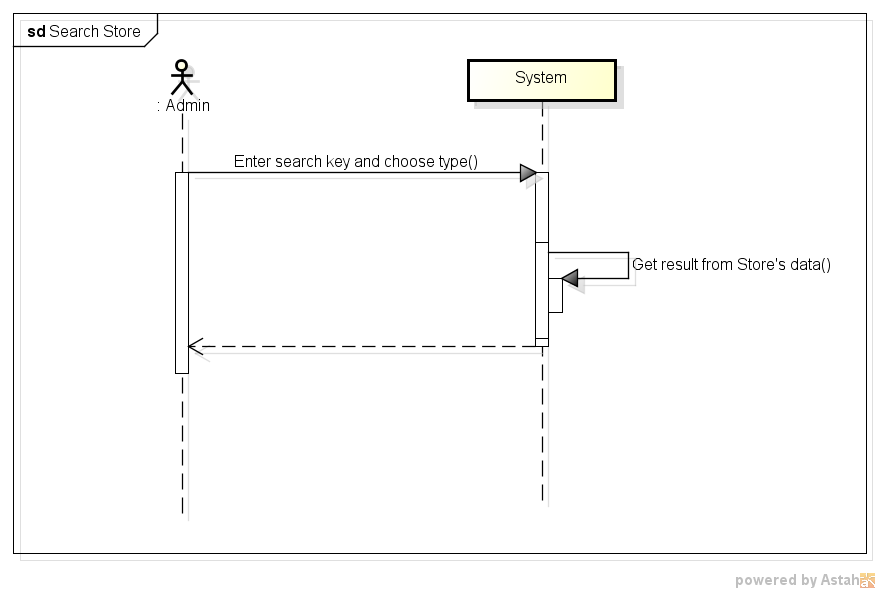 sd Search Store
: Admin
System
Enter search key and choose type()
Get result from Store's data()
powered by Astah